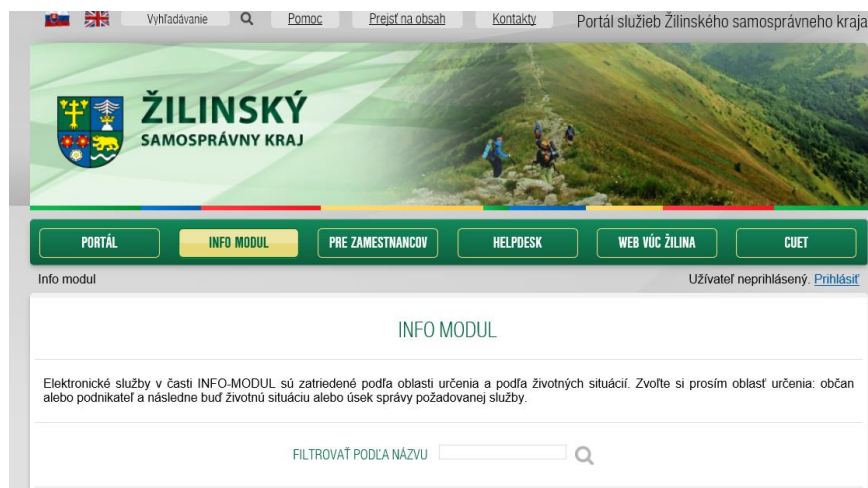 Vyhľadávanie Pomoc Prejsť na obsah Kontakty Portál služieb Žilinského samosprávneho kraja
ŽILINSKÝ
SAMOSPRÁVNY KRAJ
PORTÁL INFO MODUL PRE ZAMESTNANCOV HELPDESK WEB VÚC ŽILINA CUET
Info modul Užívateľ neprihlásený. Prihlásiť
INFO MODUL
Elektronické služby v časti INFO-MODUL sú zatriedené podľa oblasti určenia a podľa životných situácií. Zvoľte si prosím oblasť určenia: občan
alebo podnikateľ a následne buď životnú situáciu alebo úsek správy požadovanej služby.
FILTROVAŤ PODĽA NÁZVU